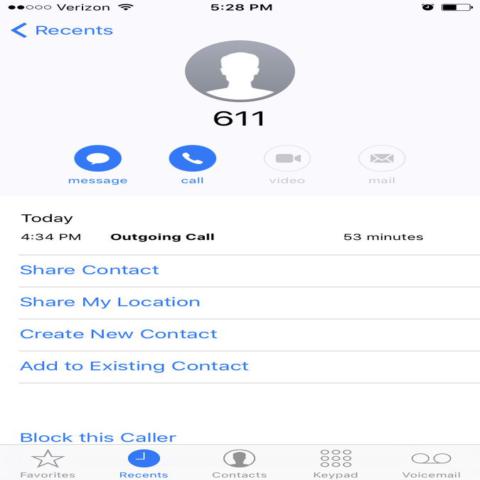 Verizon 5:28 PM
Recents
611
message call video mail
Today
4:34 PM Outgoing Call 53 minutes
Share Contact
Share My Location
Create New Contact
Add to Existing Contact
Block this Caller
Favorites Recents Contacts Keypad Voicemail